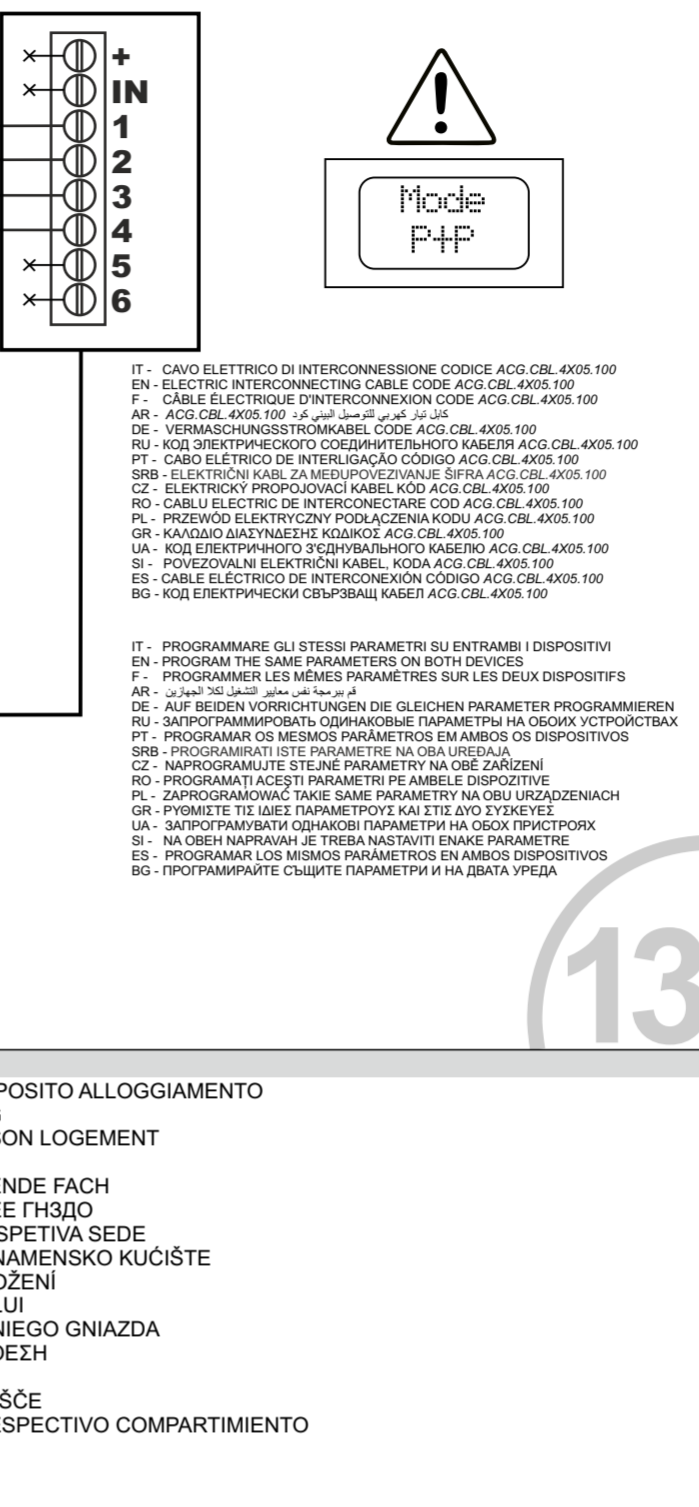 +
IN
1
2
3
4
5
6
!
Mode
P+P
IT - CAVO ELETTRICO DI INTERCONNESSIONE CODICE ACG.CBL.4X05.100
EN - ELECTRIC INTERCONNECTING CABLE CODE ACG.CBL.4X05.100
F - CÂBLE ÉLECTRIQUE D'INTERCONNEXION CODE ACG.CBL.4X05.100
AR - ACG.CBL.4X05.100 كابل تيار كهربي للتوصيل البيني كود
DE - VERMASCHUNGSSTROMKABEL CODE ACG.CBL.4X05.100
RU - КОД ЭЛЕКТРИЧЕСКОГО СОЕДИНИТЕЛЬНОГО КАБЕЛЯ ACG.CBL.4X05.100
PT - CABO ELÉTRICO DE INTERLIGAÇÃO CÓDIGO ACG.CBL.4X05.100
SRB - ELEKTRIČNI KABL ZA MEĐUPOVEZIVANJE ŠIFRA ACG.CBL.4X05.100
CZ - ELEKTRICKÝ PROPOJOVACÍ KABEL KÓD ACG.CBL.4X05.100
RO - CABLU ELECTRIC DE INTERCONECTARE COD ACG.CBL.4X05.100
PL - PRZEWÓD ELEKTRYCZNY PODŁĄCZENIA KODU ACG.CBL.4X05.100
GR - ΚΑΛΩΔΙΟ ΔΙΑΣΥΝΔΕΣΗΣ ΚΩΔΙΚΟΣ ACG.CBL.4X05.100
UA - КОД ЕЛЕКТРИЧНОГО З'ЄДНУВАЛЬНОГО КАБЕЛЮ ACG.CBL.4X05.100
SI - POVEZOVALNI ELEKTRIČNI KABEL, KODA ACG.CBL.4X05.100
ES - CABLE ELÉCTRICO DE INTERCONEXIÓN CÓDIGO ACG.CBL.4X05.100
BG - КОД ЕЛЕКТРИЧЕСКИ СВЪРЗВАЩ КАБЕЛ ACG.CBL.4X05.100
IT - PROGRAMMARE GLI STESSI PARAMETRI SU ENTRAMBI I DISPOSITIVI
EN - PROGRAM THE SAME PARAMETERS ON BOTH DEVICES
F - PROGRAMMER LES MÊMES PARAMÈTRES SUR LES DEUX DISPOSITIFS
AR - قم ببرمجة نفس معايير التشغيل لكلا الجهازين
DE - AUF BEIDEN VORRICHTUNGEN DIE GLEICHEN PARAMETER PROGRAMMIEREN
RU - ЗАПРОГРАММИРОВАТЬ ОДИНАКОВЫЕ ПАРАМЕТРЫ НА ОБОИХ УСТРОЙСТВАХ
PT - PROGRAMAR OS MESMOS PARÂMETROS EM AMBOS OS DISPOSITIVOS
SRB - PROGRAMIRATI ISTE PARAMETRE NA OBA UREĐAJA
CZ - NAPROGRAMUJTE STEJNÉ PARAMETRY NA OBĚ ZAŘÍZENÍ
RO - PROGRAMAȚI ACEȘTI PARAMETRI PE AMBELE DISPOZITIVE
PL - ZAPROGRAMOWAĆ TAKIE SAME PARAMETRY NA OBU URZĄDZENIACH
GR - ΡΥΘΜΙΣΤΕ ΤΙΣ ΙΔΙΕΣ ΠΑΡΑΜΕΤΡΟΥΣ ΚΑΙ ΣΤΙΣ ΔΥΟ ΣΥΣΚΕΥΕΣ
UA - ЗАПРОГРАМУВАТИ ОДНАКОВІ ПАРАМЕТРИ НА ОБОХ ПРИСТРОЯХ
SI - NA OBEH NAPRAVAH JE TREBA NASTAVITI ENAKE PARAMETRE
ES - PROGRAMAR LOS MISMOS PARÁMETROS EN AMBOS DISPOSITIVOS
BG - ПРОГРАМИРАЙТЕ СЪЩИТЕ ПАРАМЕТРИ И НА ДВАТА УРЕДА
13
POSITO ALLOGGIAMENTO
SON LOGEMENT
ENDE FACH
ЕЕ ГНЗДО
SPETIVA SEDE
NAMENSKO KUĆIŠTE
OŽENÍ
LUI
NIEGO GNIAZDA
ΘΕΣΗ
ŠČE
ESPECTIVO COMPARTIMIENTO